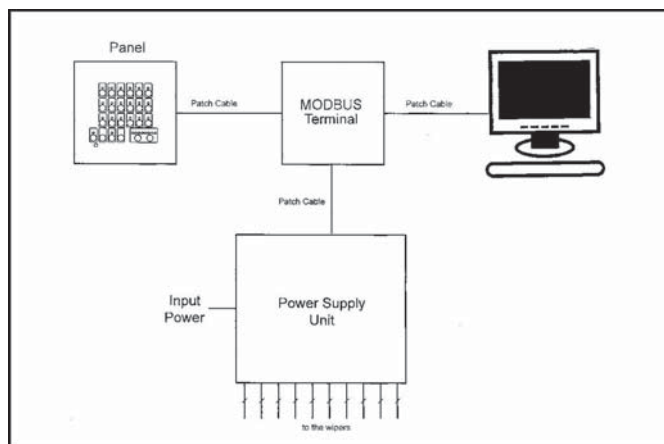 Panel
Patch Cable
MODBUS
Terminal
Patch Cable
Patch Cable
Input
Power
Power Supply
Unit
to the wipers